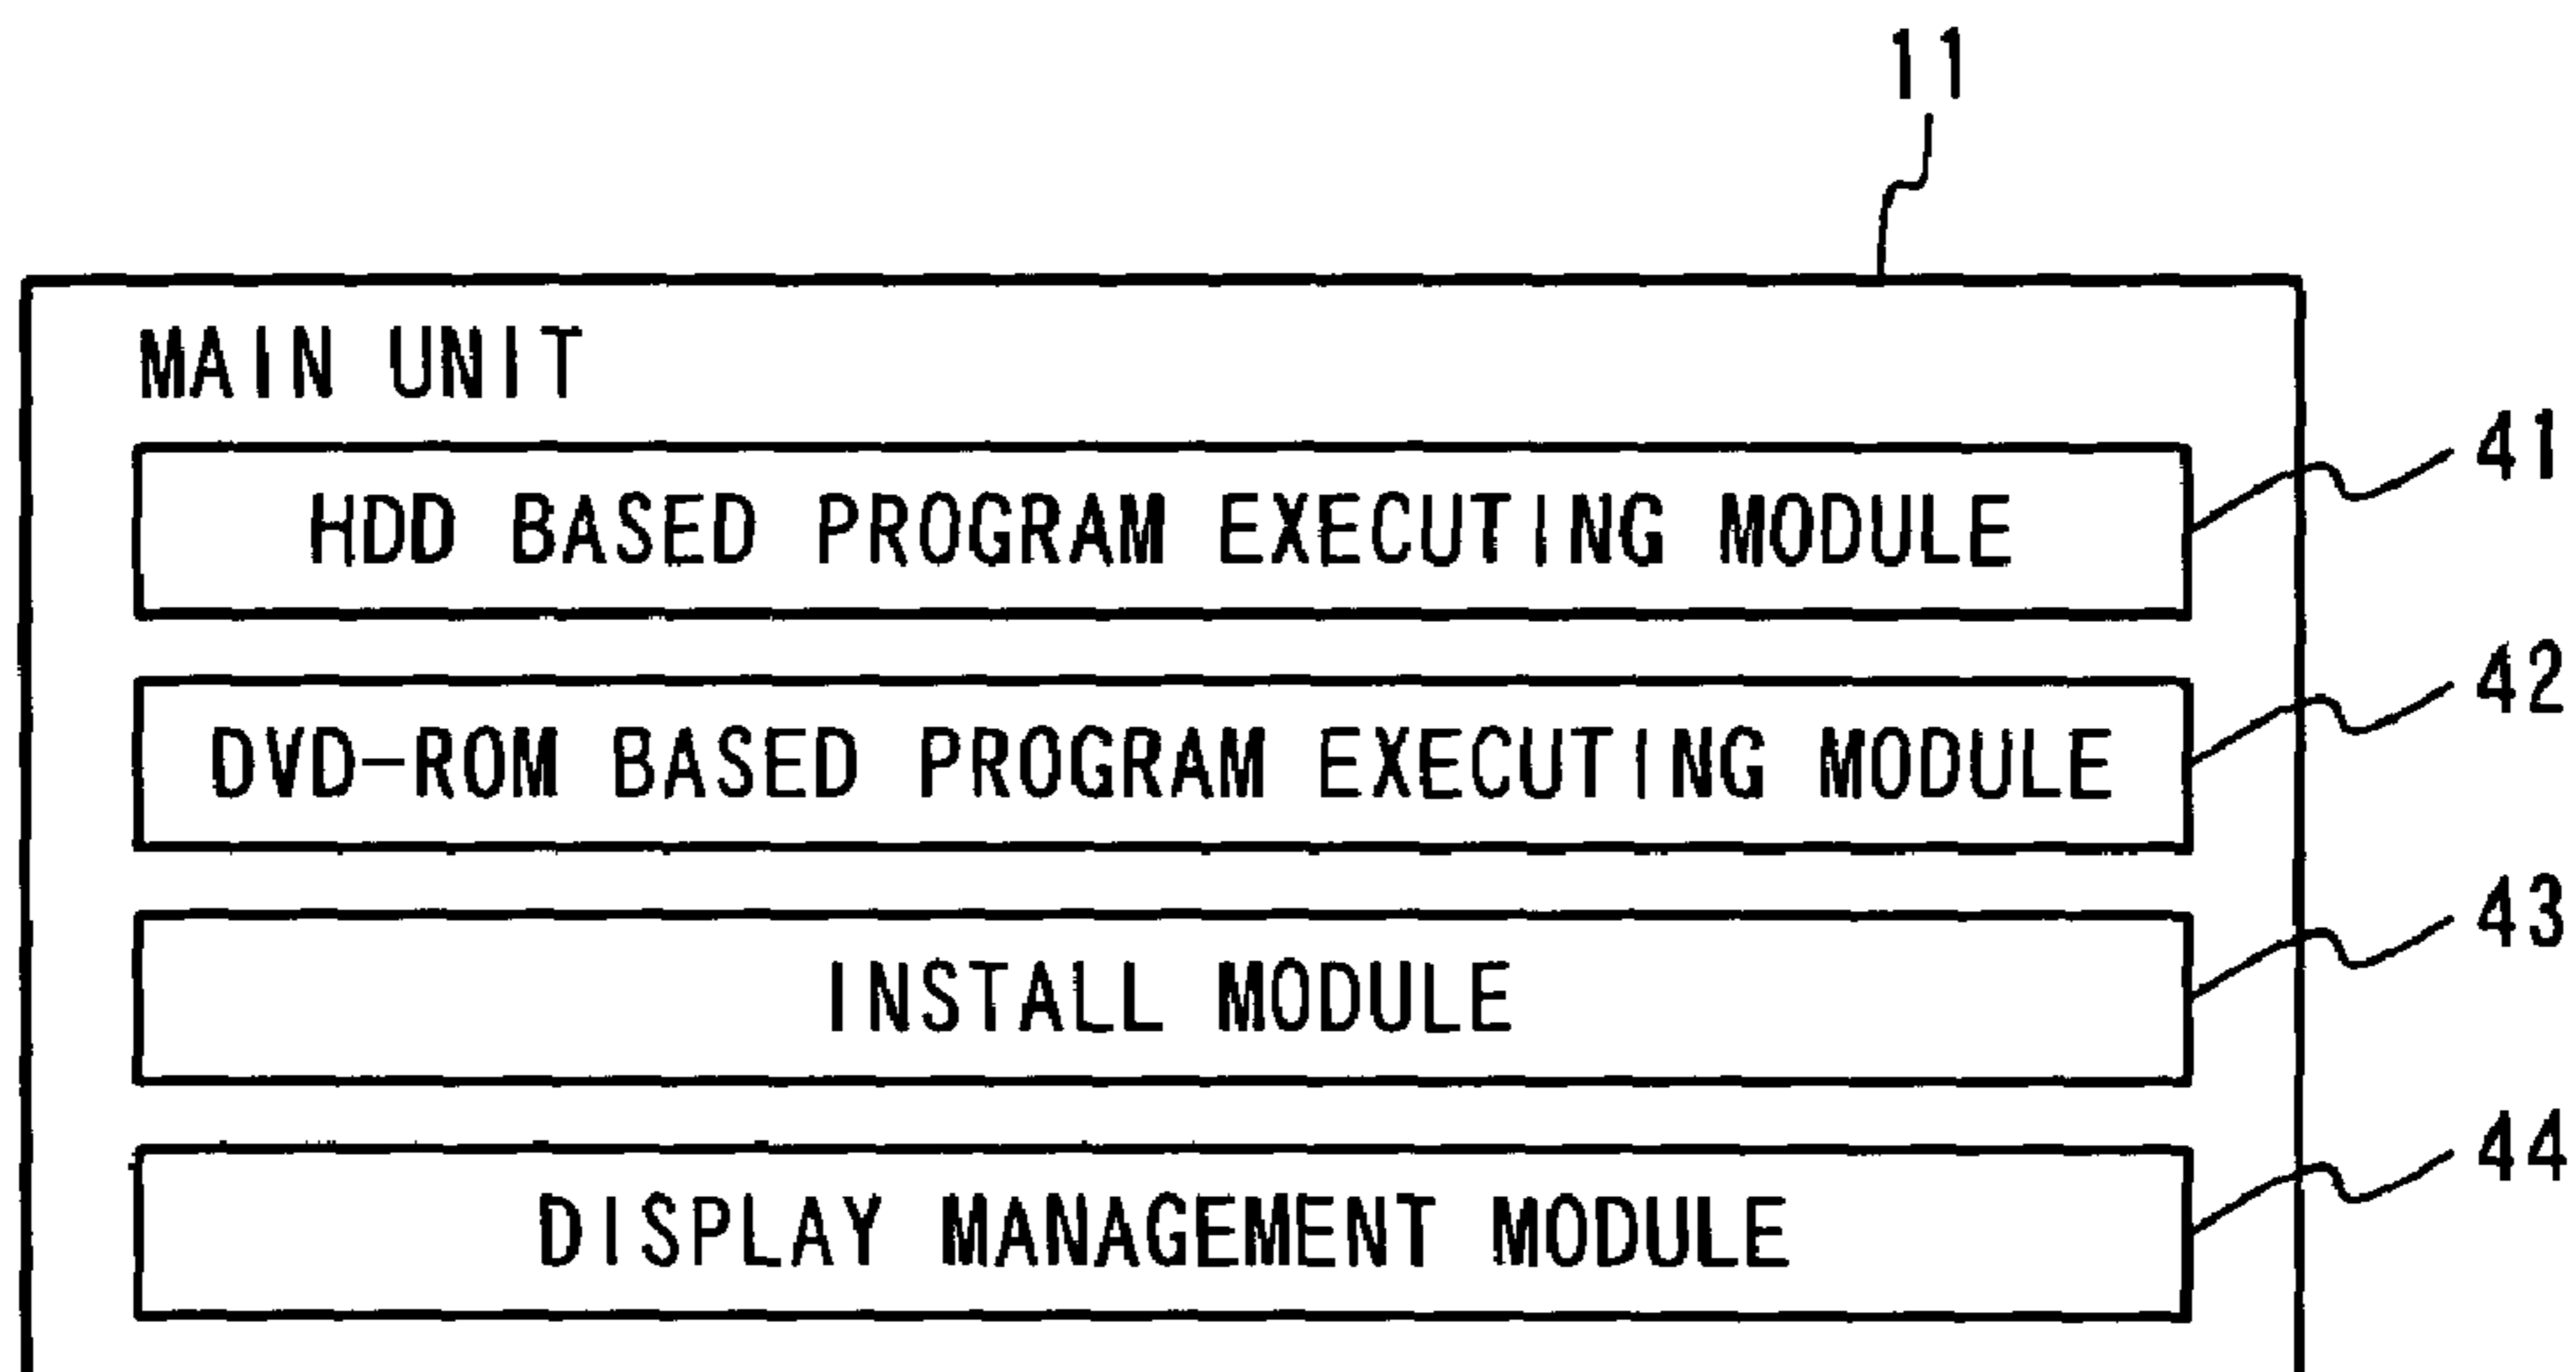 11
MAIN UNIT
HDD BASED PROGRAM EXECUTING MODULE
41
DVD-ROM BASED PROGRAM EXECUTING MODULE
42
INSTALL MODULE
43
DISPLAY MANAGEMENT MODULE
44